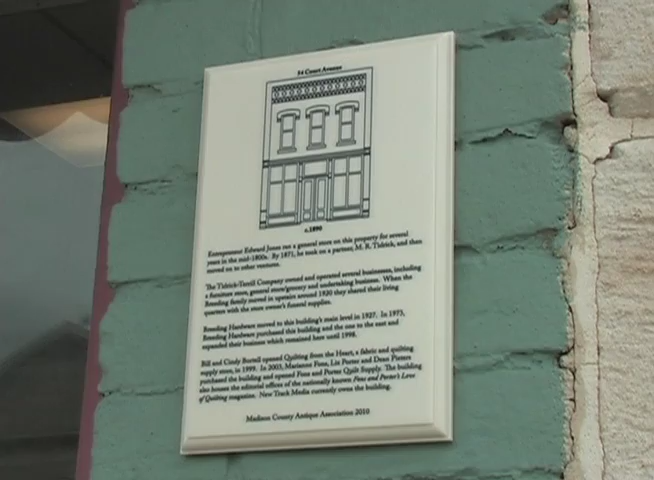 54 Court Avenue
c.1890
Entrepreneur Edward Jones ran a general store on this property for several
years in the mid-1800s. By 1871, he took on a partner, M. R. Tidrick, and then
moved on to other venture.
The Tidrick-Terrill Company owned and operated several businesses, including
a furniture store, general store/grocery and undertaking business. When the
Breeding family moved in upstairs around 1920 they shared their living
quarters with the store owner's funeral supplies.
Breeding Hardware moved to this building's main level in 1927. In 1973,
Breeding Hardware purchased this building and the one to the east and
expanded their business which remained here until 1998.
Bill and Cindy Bortell opened Quilting from the Heart, a fabric and quilting
supply store, in 1999. In 2003, Marianne Fons, Liz Porter and Dean Pieters
purchased the building and opened Fons and Porter Quilt Supply. The building
also houses the editorial offices of the nationally known Fons and Porter's Love
of Quilting magazine. New Track Media currently owns the building.
Madison County Antique Association 2010